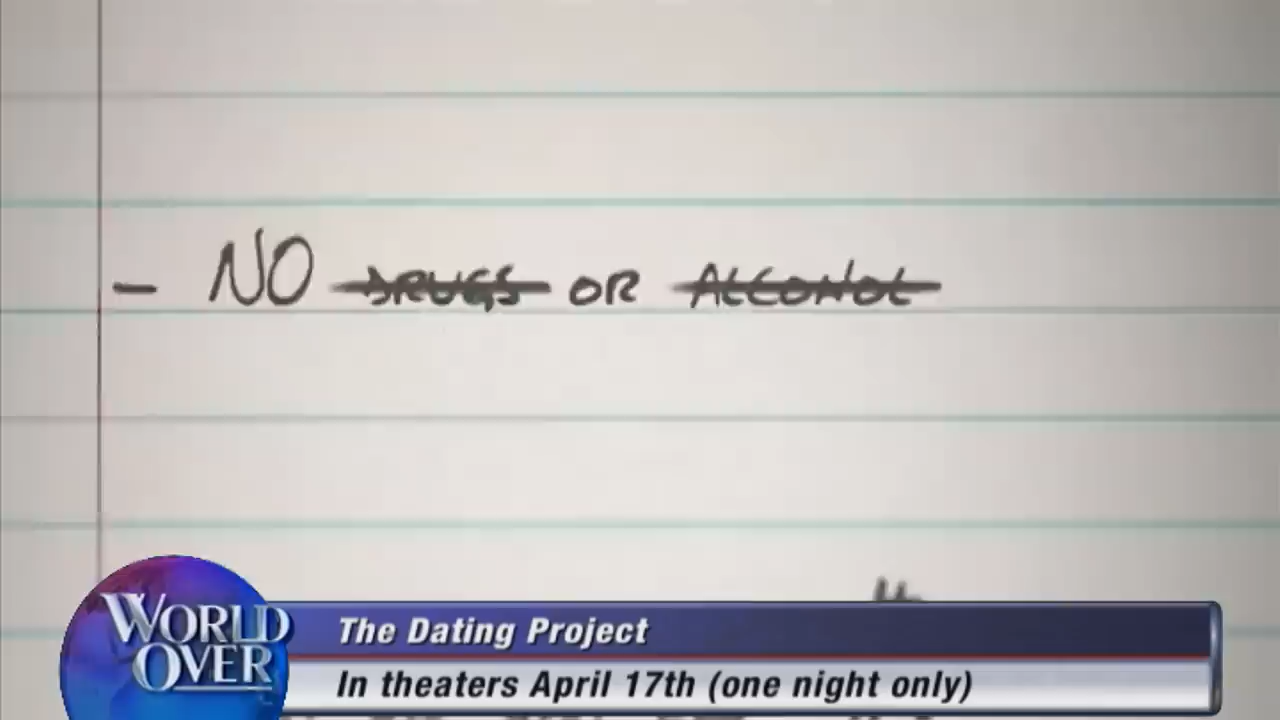 - NO DRUGS OR ALCOHOL
WORLD OVER
The Dating Project
In theaters April 17th (one night only)